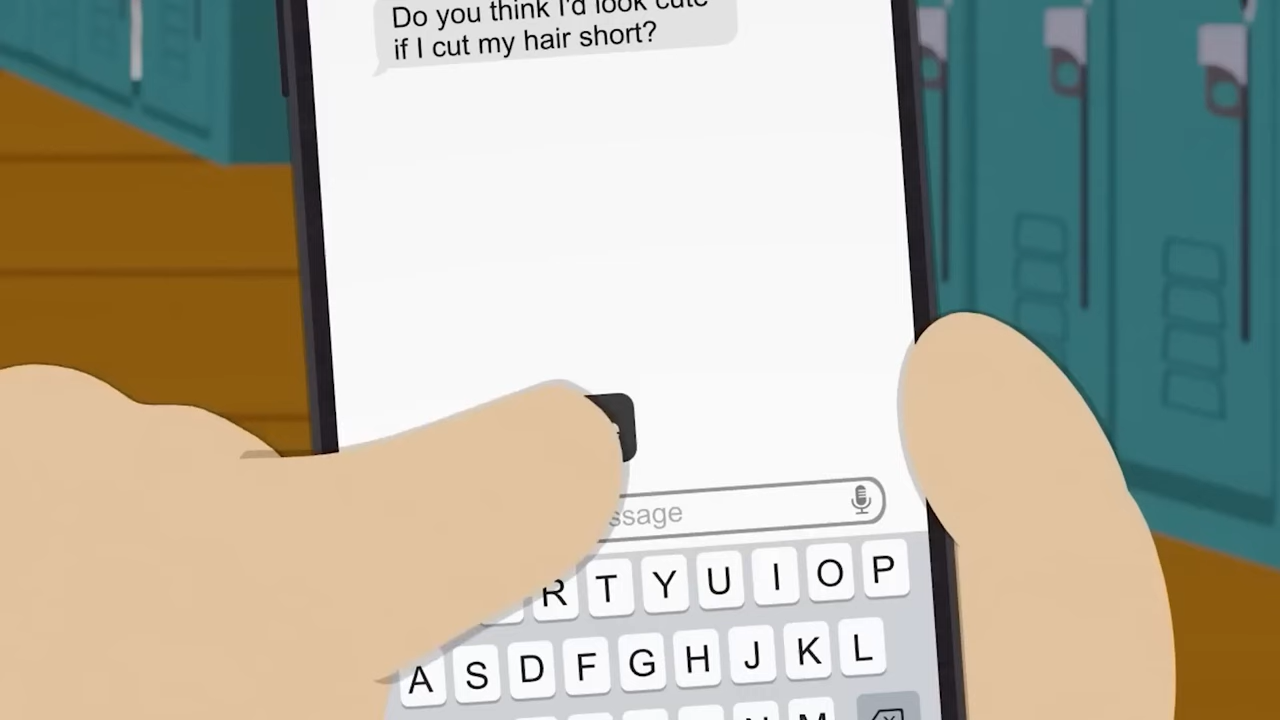 Do you think I'd look cute
if I cut my hair short?
ssage
R T Y U I O P
A S D F G H J K L
N M